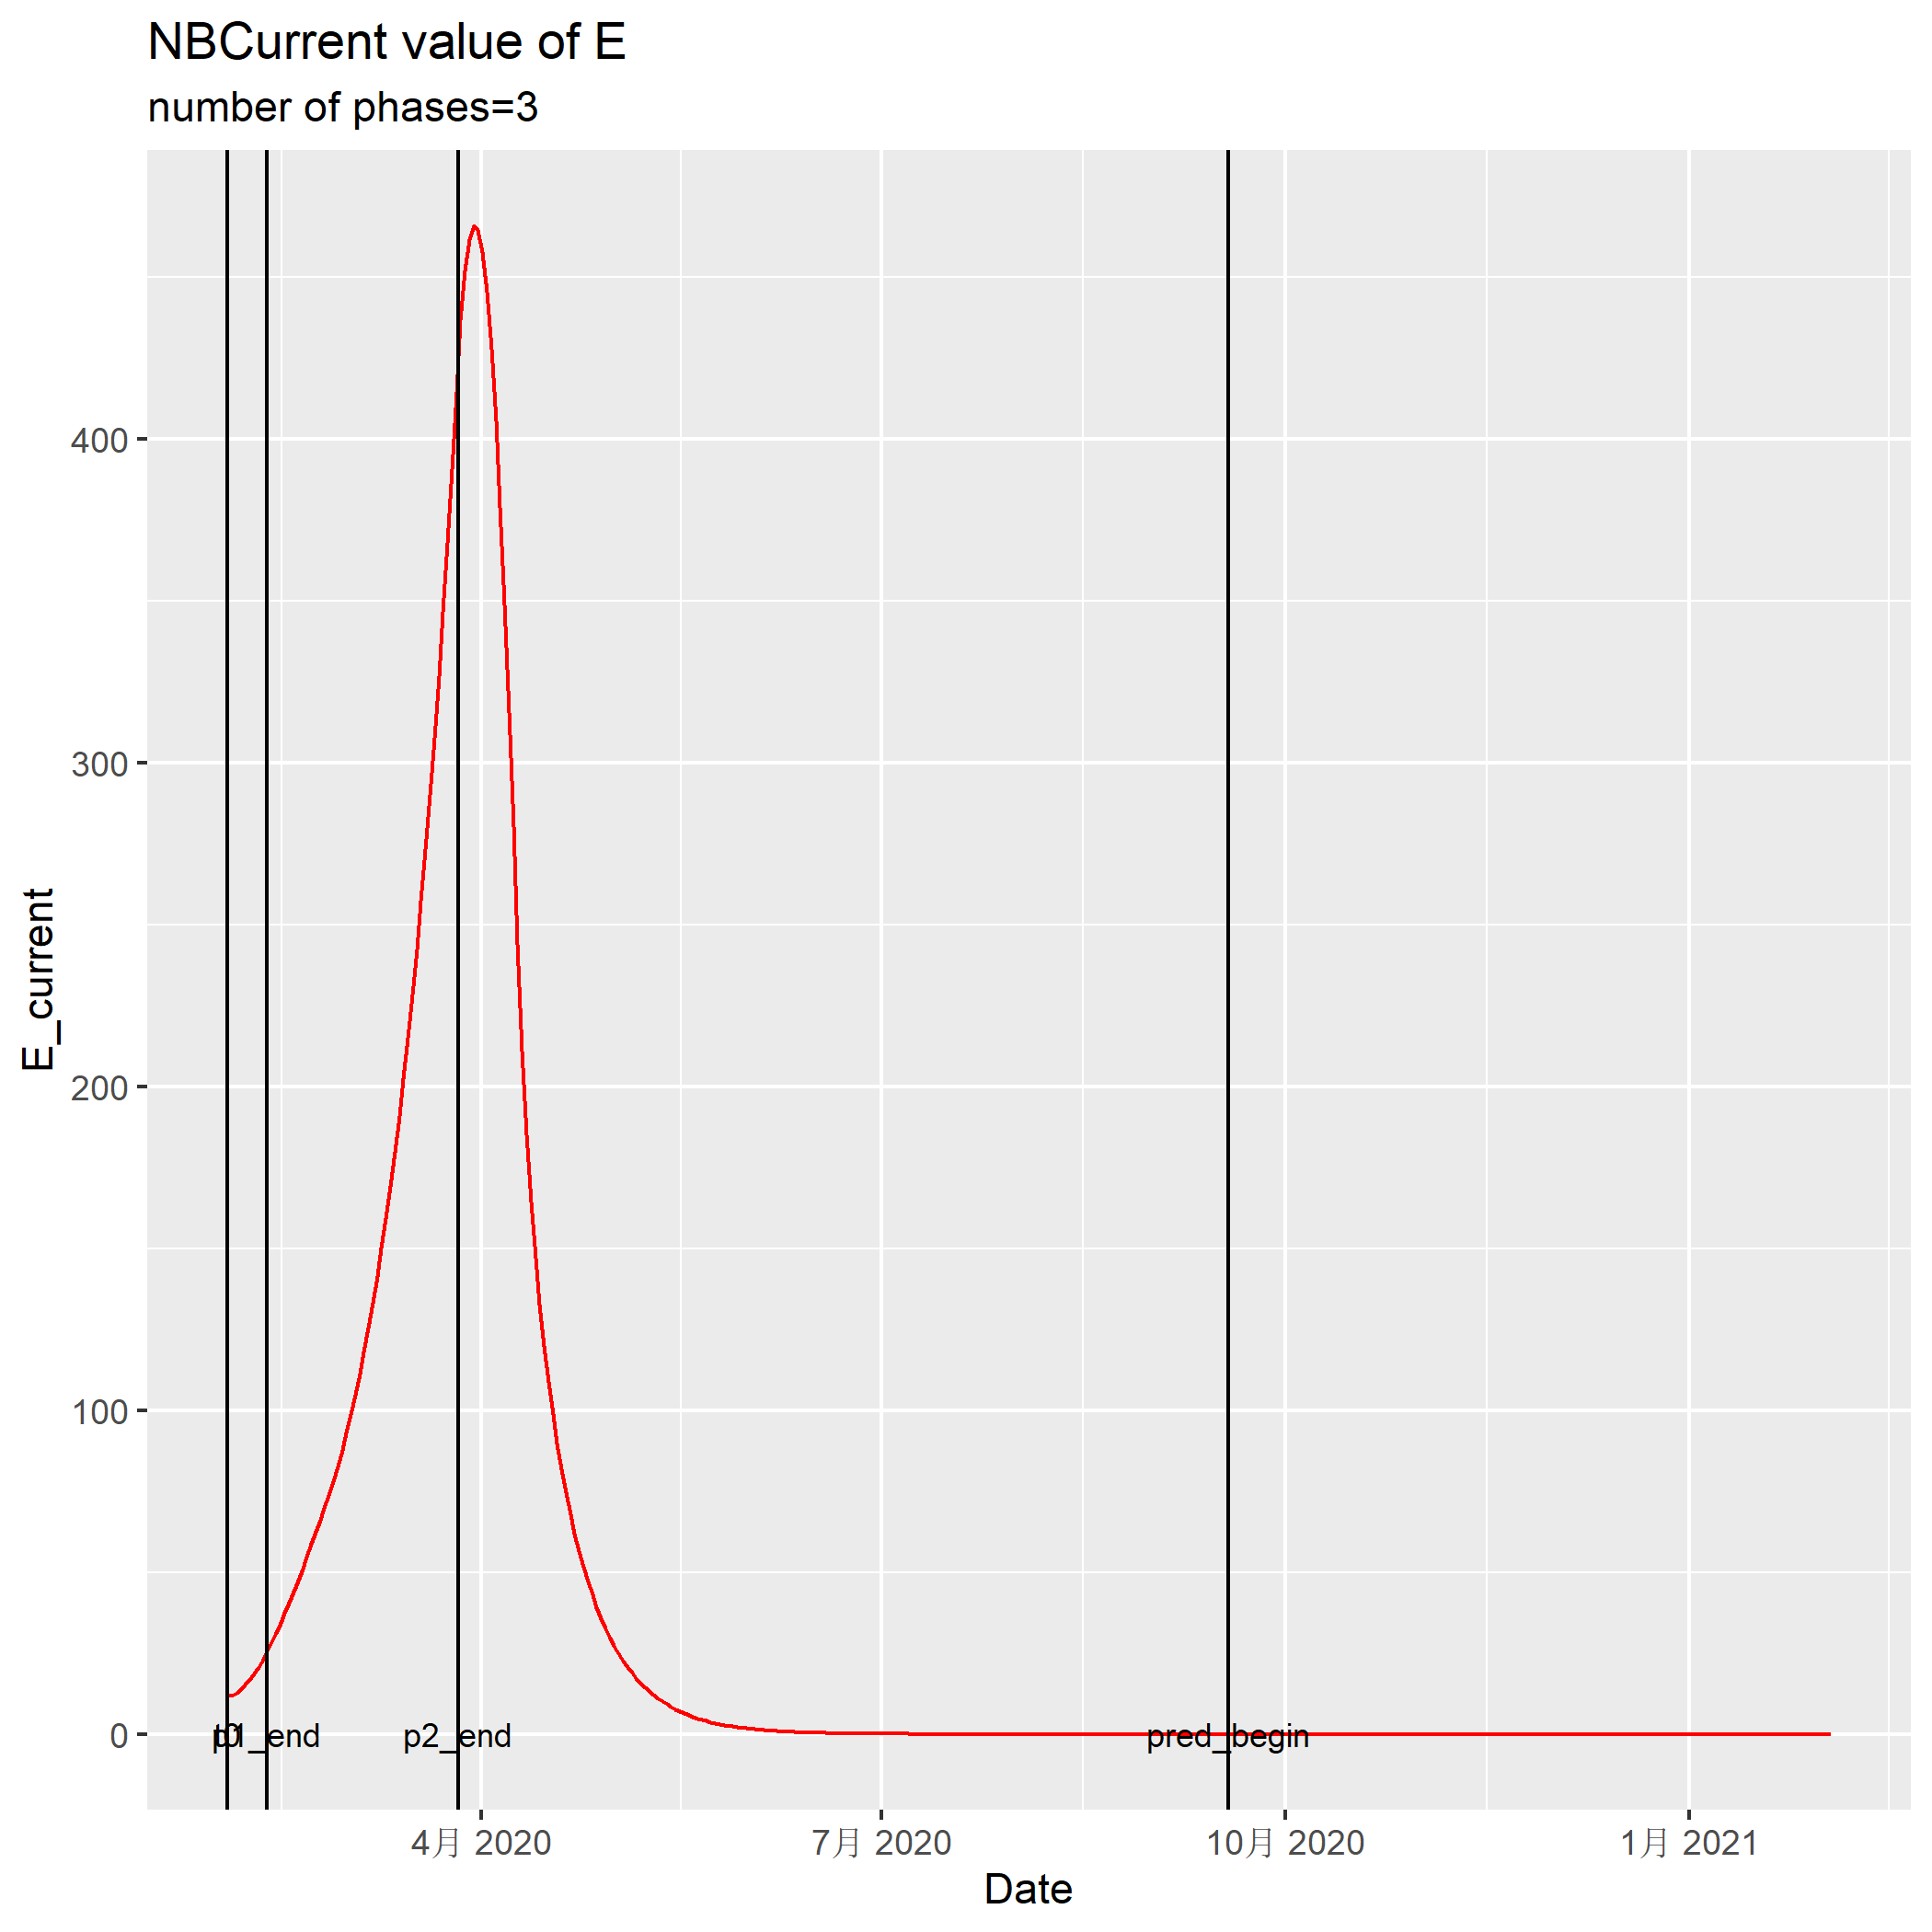 NBCurrent value of E
number of phases=3
E_current
400
300
200
100
0
p1_end
p2_end
pred_begin
4月 2020
7月 2020
10月 2020
1月 2021
Date